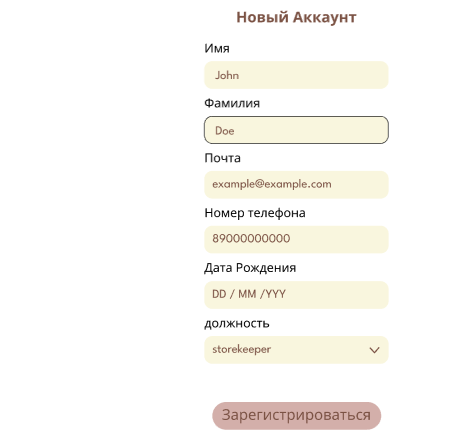 Новый Аккаунт
Имя
John
Фамилия
Doe
Почта
example@example.com
Номер телефона
89000000000
Дата Рождения
DD / MM /YYY
должность
storekeeper
Зарегистрироваться